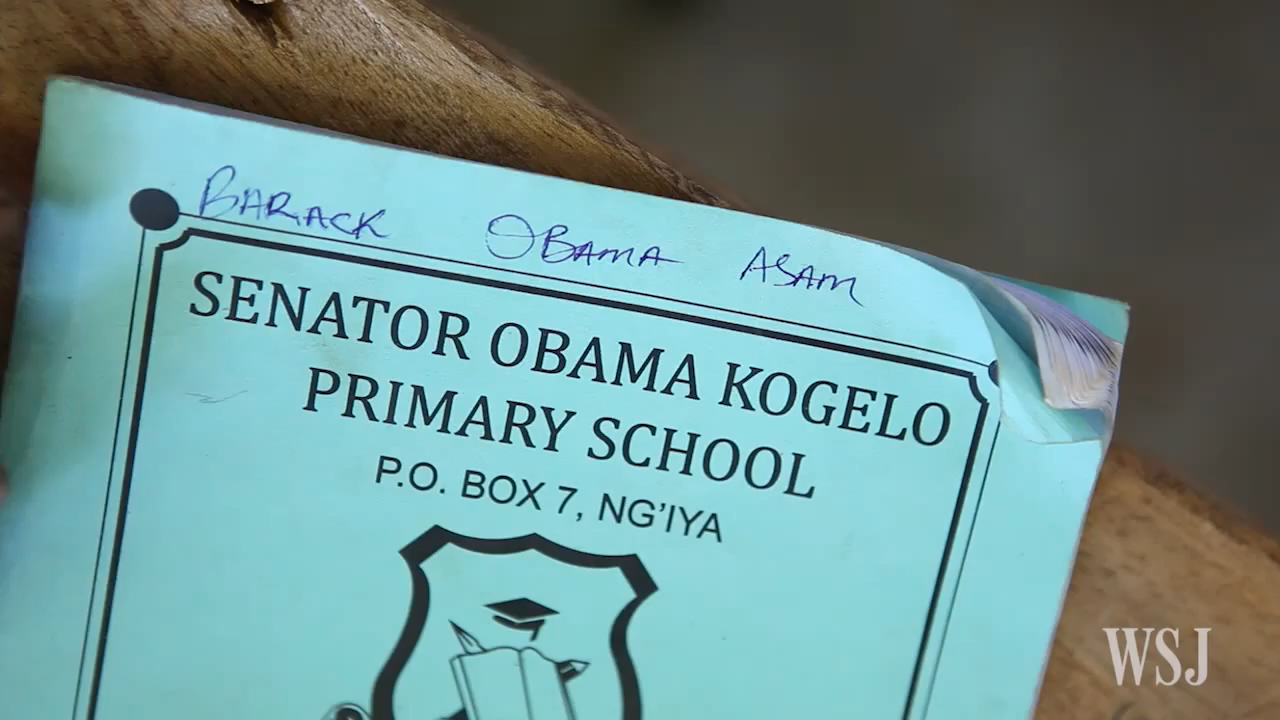 BARACK OBAMA ASAM
SENATOR OBAMA KOGELO
PRIMARY SCHOOL
P.O. BOX 7, NG'IYA
WSJ